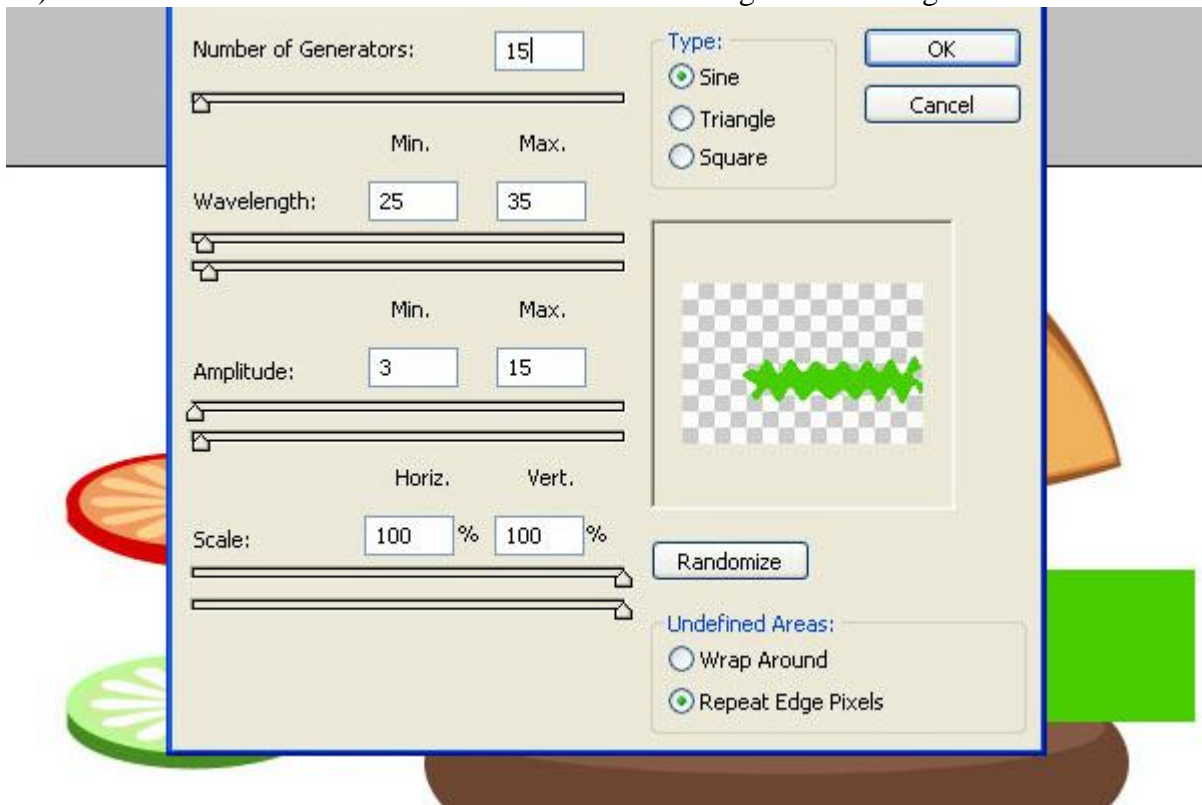 Number of Generators: 15
Min. Max.
Wavelength: 25 35
Min. Max.
Amplitude: 3 15
Horiz. Vert.
Scale: 100 % 100 %
Type:
Sine
Triangle
Square
OK
Cancel
Randomize
Undefined Areas:
Wrap Around
Repeat Edge Pixels